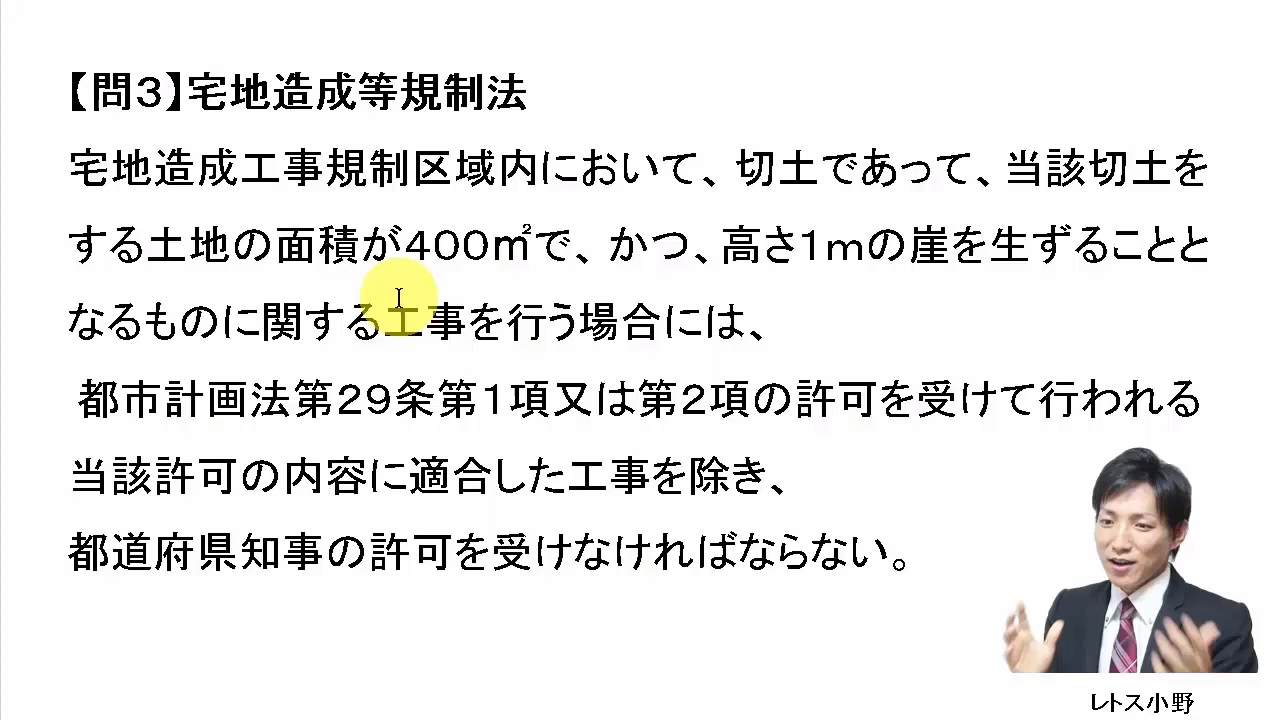 【問３】宅地造成等規制法
宅地造成工事規制区域内において、切土であって、当該切土を
する土地の面積が４００㎡で、かつ、高さ１ｍの崖を生ずることと
なるものに関する工事を行う場合には、
都市計画法第２９条第１項又は第２項の許可を受けて行われる
当該許可の内容に適合した工事を除き、
都道府県知事の許可を受けなければならない。
レトス小野